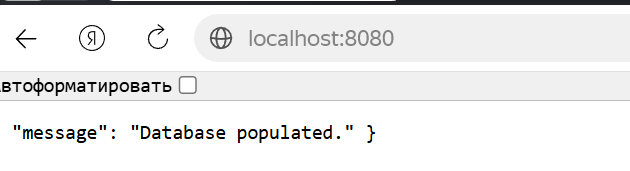 Я localhost:8080
автоформатировать
"message": "Database populated." }